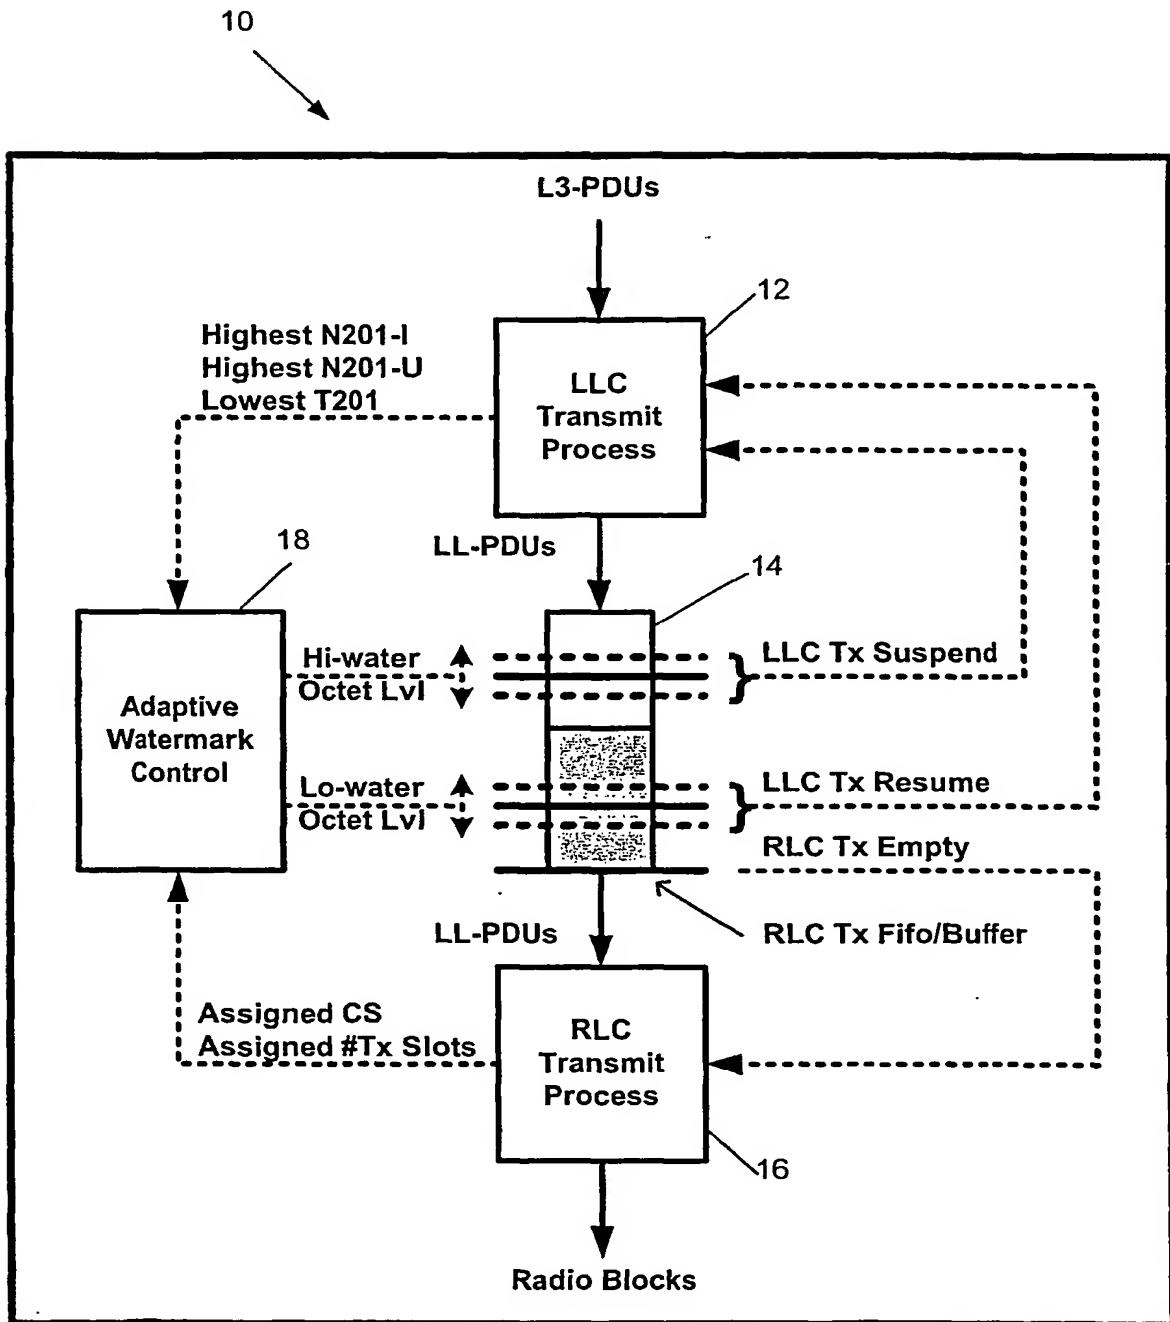 10
L3-PDUs
12
Highest N201-I
Highest N201-U
Lowest T201
LLC
Transmit
Process
LL-PDUs
18
14
Hi-water
Octet Lvl
LLC Tx Suspend
Adaptive
Watermark
Control
Lo-water
Octet Lvl
LLC Tx Resume
RLC Tx Empty
LL-PDUs
RLC Tx Fifo/Buffer
Assigned CS
Assigned #Tx Slots
RLC
Transmit
Process
16
Radio Blocks